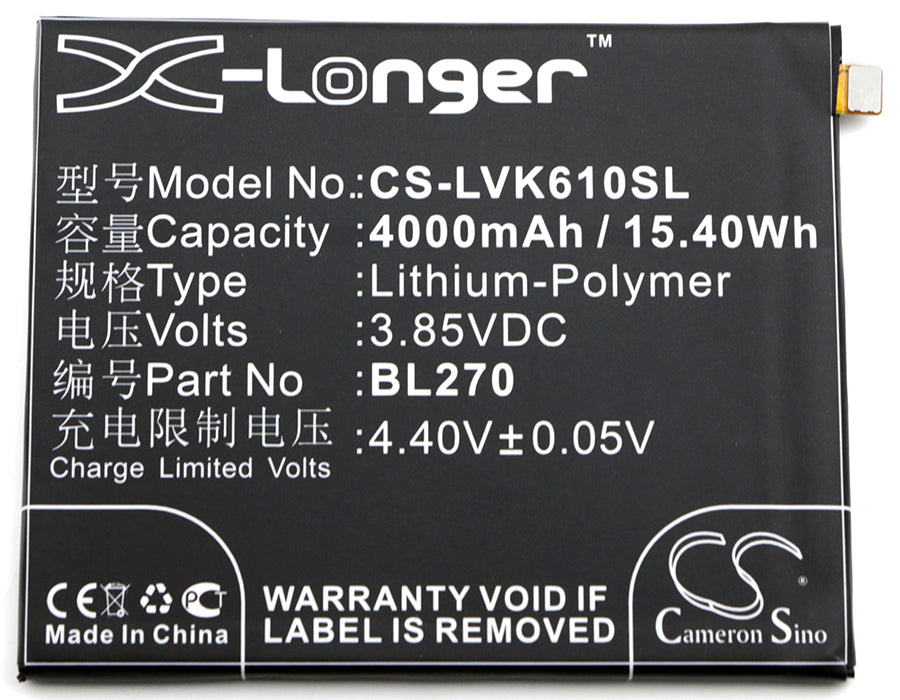 X-Longer™
型号Model No.:CS-LVK610SL
容量Capacity :4000mAh / 15.40Wh
规格Type :Lithium-Polymer
电压Volts :3.85VDC
编号Part No :BL270
充电限制电压 :4.40V±0.05V
Charge Limited Volts
CE PCT
Made in China
WARRANTY VOID IF
LABEL IS REMOVED
CS ®
Cameron Sino